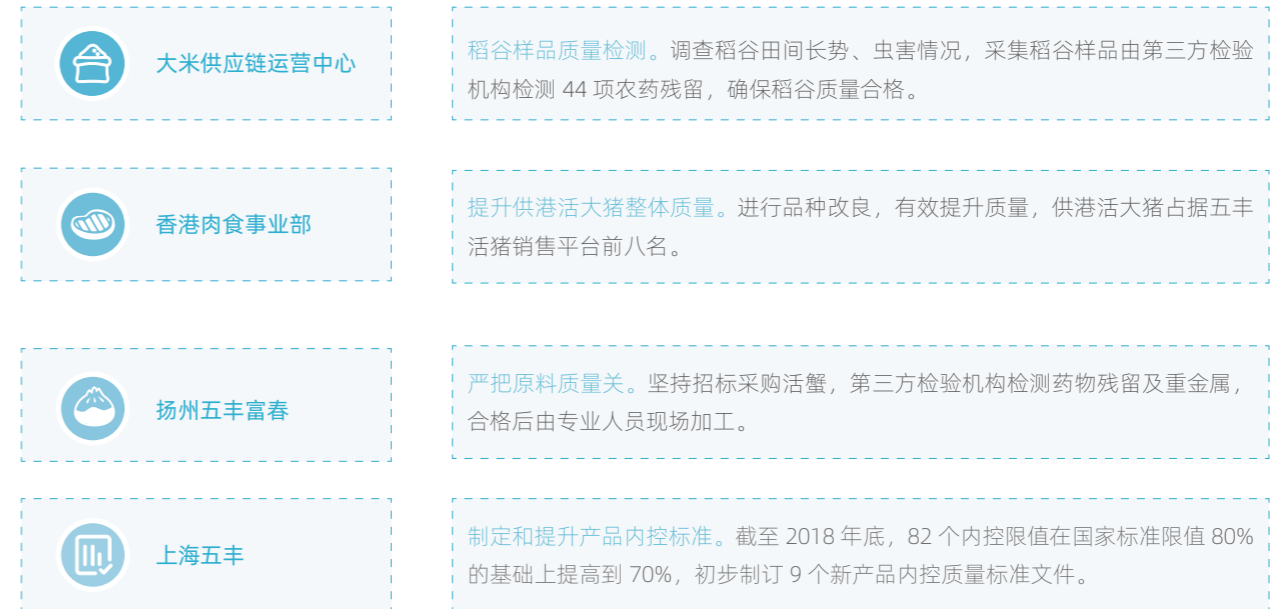 大米供应链运营中心
稻谷样品质量检测。调查稻谷田间长势、虫害情况，采集稻谷样品由第三方检验
机构检测 44 项农药残留，确保稻谷质量合格。
香港肉食事业部
提升供港活大猪整体质量。进行品种改良，有效提升质量，供港活大猪占据五丰
活猪销售平台前八名。
扬州五丰富春
严把原料质量关。坚持招标采购活蟹，第三方检验机构检测药物残留及重金属，
合格后由专业人员现场加工。
上海五丰
制定和提升产品内控标准。截至 2018 年底，82 个内控限值在国家标准限值 80%
的基础上提高到 70%，初步制订 9 个新产品内控质量标准文件。